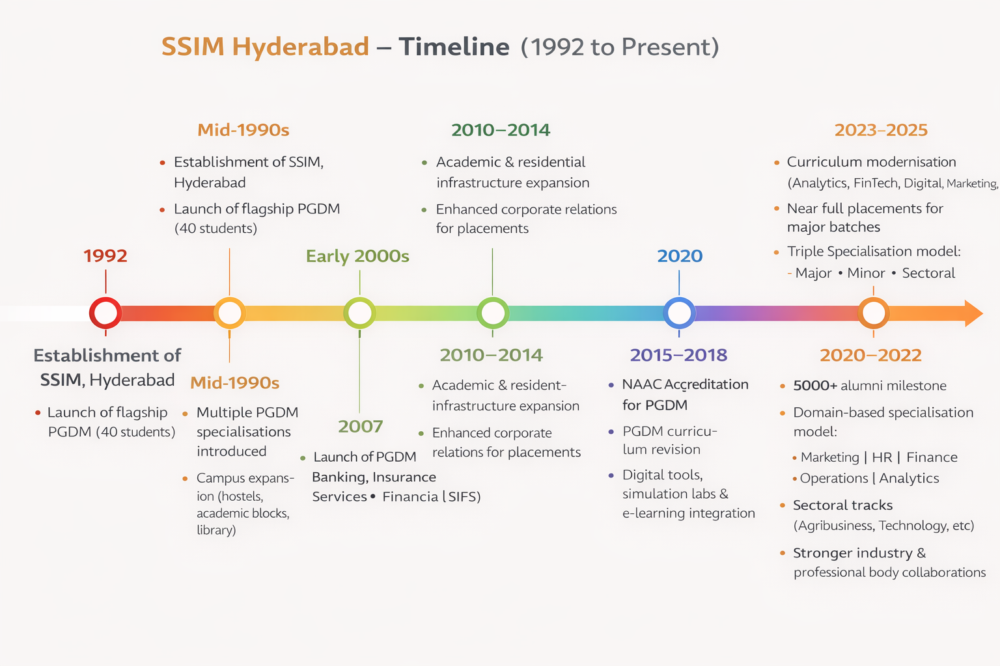 SSIM Hyderabad – Timeline (1992 to Present)
Mid-1990s
• Establishment of SSIM,
Hyderabad
• Launch of flagship PGDM
(40 students)
2010–2014
• Academic & residential
infrastructure expansion
• Enhanced corporate relations
for placements
2023–2025
• Curriculum modernisation
(Analytics, FinTech, Digital, Marketing,
• Near full placements for
major batches
• Triple Specialisation model:
- Major • Minor • Sectoral
1992
Early 2000s
2020
Establishment of
SSIM, Hyderabad
• Launch of flagship
PGDM (40 students)
Mid-1990s
• Multiple PGDM
specialisations
introduced
• Campus expans-
ion (hostels,
academic blocks,
library)
2007
• Launch of PGDM
Banking, Insurance
Services • Financia ⌊SIFS)
2010–2014
• Academic & resident-
infrastructure expansion
• Enhanced corporate
relations for placements
2015–2018
• NAAC Accreditation
for PGDM
• PGDM curricu-
lum revision
• Digital tools,
simulation labs &
e-learning integration
2020–2022
• 5000+ alumni milestone
• Domain-based specialisation
model:
• Marketing | HR | Finance
• Operations | Analytics
• Sectoral tracks
(Agribusiness, Technology, etc)
• Stronger industry &
professional body collaborations